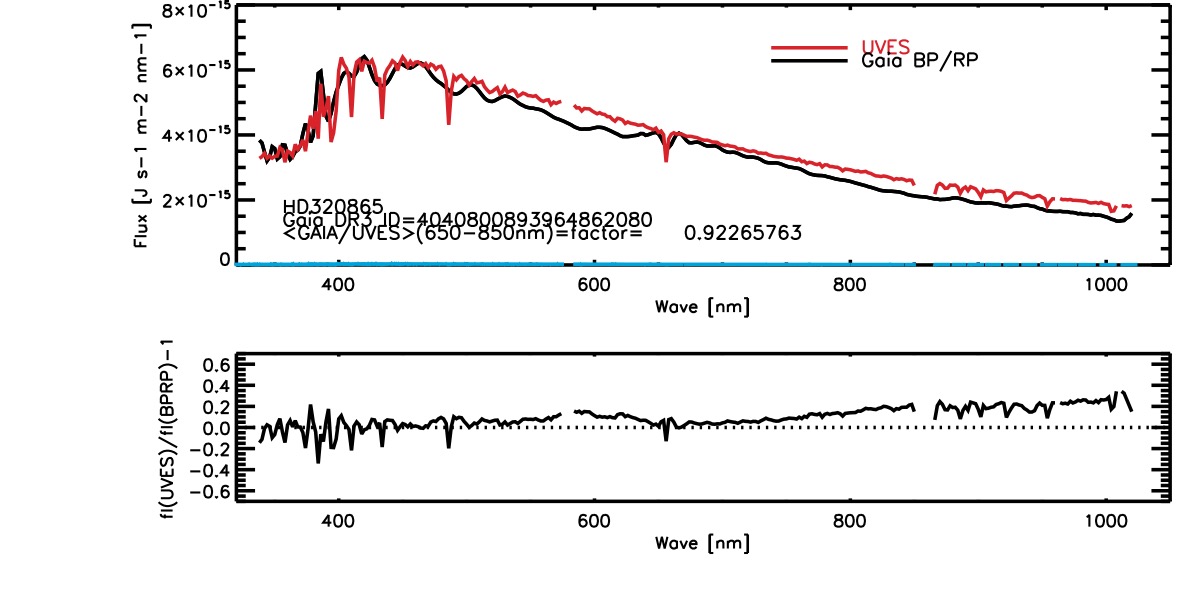 8×10−15
6×10−15
4×10−15
2×10−15
0
Flux [J s−1 m−2 nm−1]
UVES
Gaia BP/RP
HD320865
Gaia DR3 ID=4040800893964862080
<GAIA/UVES>(650−850nm)=factor= 0.92265763
400 600 800 1000
Wave [nm]
fl(UVES)/fl(BPRP)−1
0.6
0.4
0.2
0.0
−0.2
−0.4
−0.6
400 600 800 1000
Wave [nm]